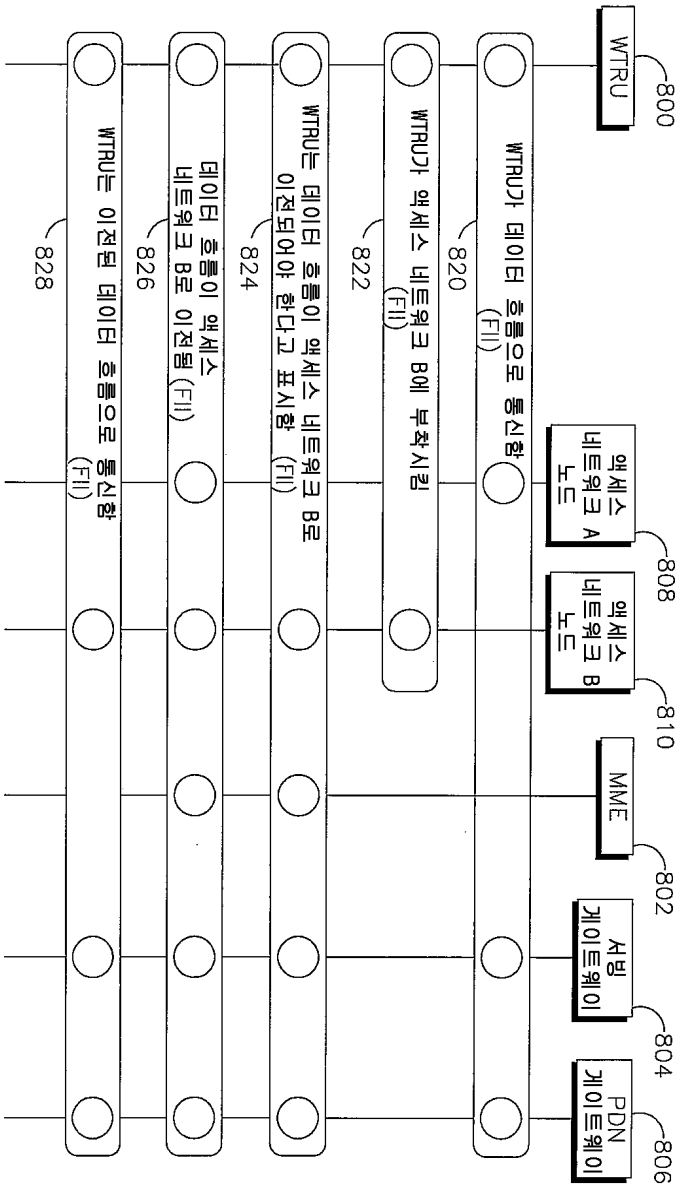 WTRU
800
액세스
네트워크 A
노드
808
액세스
네트워크 B
노드
810
MME
802
서빙
게이트웨이
804
PDN
게이트웨이
806
WTRU가 데이터 흐름으로 통신함
(FII)
820
WTRU가 액세스 네트워크 B에 부착시킴
(FII)
822
WTRU는 데이터 흐름이 액세스 네트워크 B로
이전되어야 한다고 표시함 (FII)
824
데이터 흐름이 액세스
네트워크 B로 이전됨 (FII)
826
WTRU는 이전된 데이터 흐름으로 통신함
(FII)
828